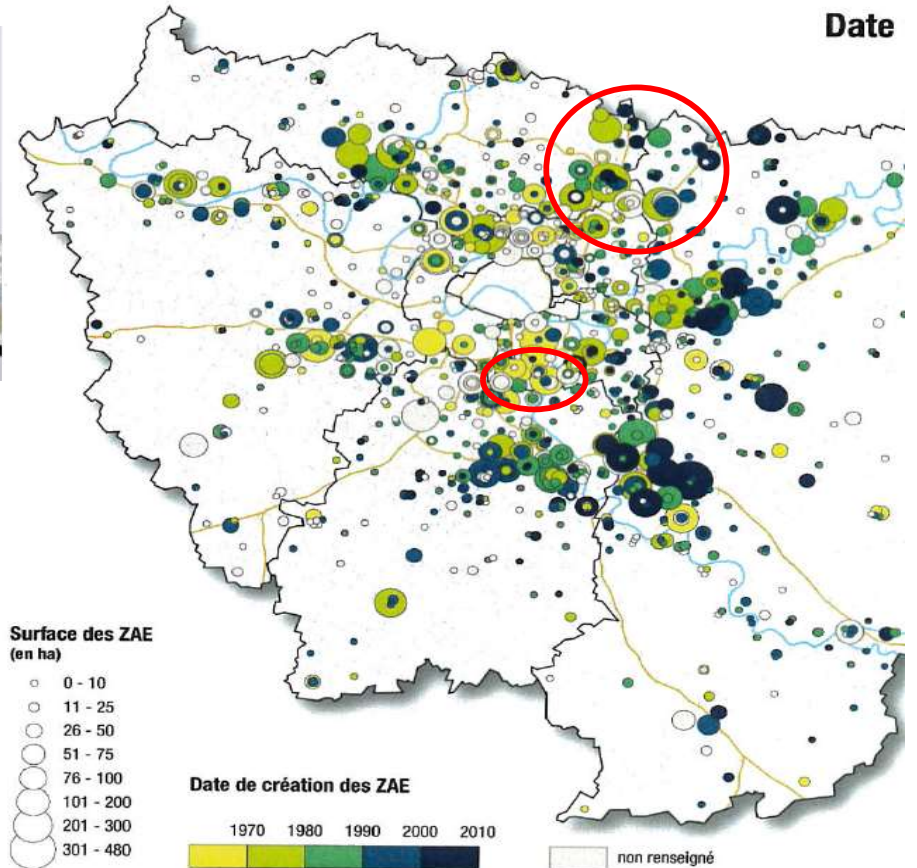 Date
Surface des ZAE
(en ha)
0 - 10
11 - 25
26 - 50
51 - 75
76 - 100
101 - 200
201 - 300
301 - 480
Date de création des ZAE
1970 1980 1990 2000 2010
non renseigné